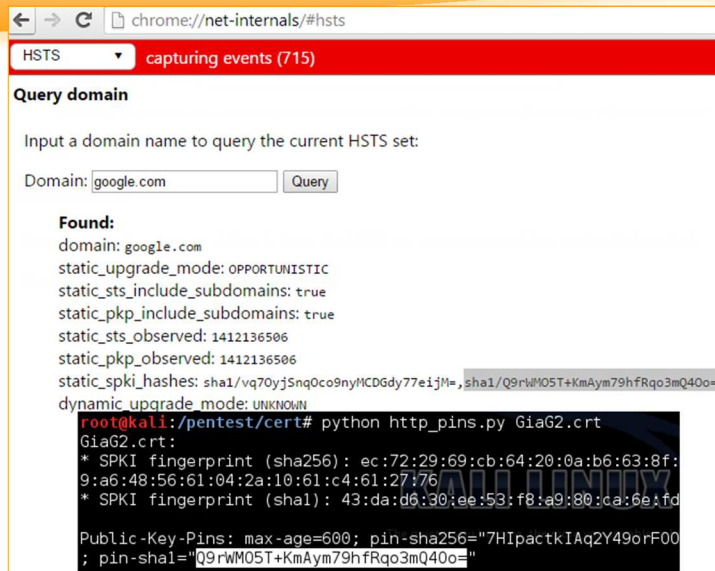 chrome://net-internals/#hsts
HSTS capturing events (715)
Query domain
Input a domain name to query the current HSTS set:
Domain: google.com Query
Found:
domain: google.com
static_upgrade_mode: OPPORTUNISTIC
static_sts_include_subdomains: true
static_pkp_include_subdomains: true
static_sts_observed: 1412136506
static_pkp_observed: 1412136506
static_spki_hashes: sha1/vq7OyjSnqOco9nyMCDGdy77eijM=,sha1/Q9rWMO5T+KmAym79hfRqo3mQ4Oo=
dynamic_upgrade_mode: UNKNOWN
root@kali:/pentest/cert# python http_pins.py GiaG2.crt
GiaG2.crt:
* SPKI fingerprint (sha256): ec:72:29:69:cb:64:20:0a:b6:63:8f:
9:a6:48:56:61:04:2a:10:61:c4:61:27:76
* SPKI fingerprint (sha1): 43:da:d6:30:ee:53:f8:a9:80:ca:6e:fd
KALI LINUX
Public-Key-Pins: max-age=600; pin-sha256="7HIpactkIAq2Y49orFOO
; pin-sha1="Q9rWMO5T+KmAym79hfRqo3mQ4Oo="